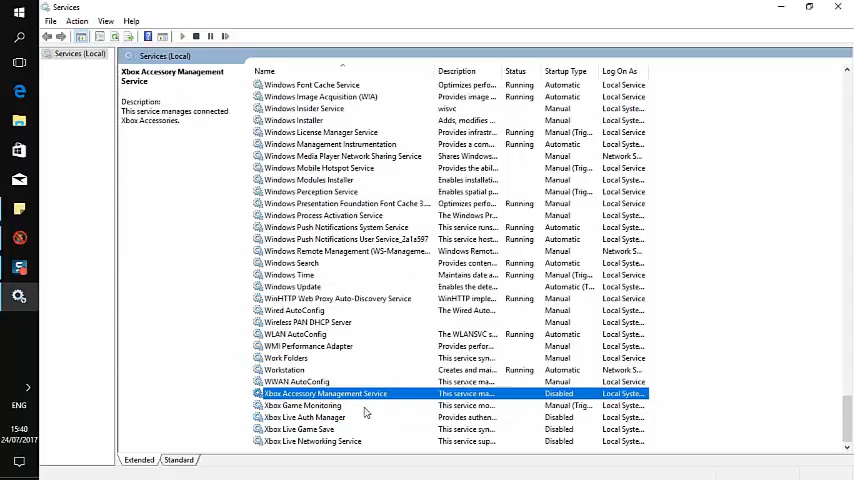 Services
File Action View Help
Services (Local)
Services (Local)
Xbox Accessory Management Service
Description:
This service manages connected Xbox Accessories.
Name Description Status Startup Type Log On As
Windows Font Cache Service Optimizes perfo... Running Automatic Local Service
Windows Image Acquisition (WIA) Provides image ... Running Automatic Local Service
Windows Insider Service wisvc Manual Local Syste...
Windows Installer Adds, modifies ... Manual Local Syste...
Windows License Manager Service Provides infrastr... Running Manual (Trig... Local Service
Windows Management Instrumentation Provides a com... Running Automatic Local Syste...
Windows Media Player Network Sharing Service Shares Windows... Manual Network S...
Windows Mobile Hotspot Service Provides the abil... Manual (Trig... Local Service
Windows Modules Installer Enables installati... Manual Local Syste...
Windows Perception Service Enables spatial p... Manual (Trig... Local Service
Windows Presentation Foundation Font Cache 3.... Optimizes perfo... Running Manual Local Service
Windows Process Activation Service The Windows Pr... Manual Local Syste...
Windows Push Notifications System Service This service runs... Running Automatic Local Syste...
Windows Push Notifications User Service_2a1a597 This service host... Running Automatic Local Syste...
Windows Remote Management (WS-Manageme... Windows Remot... Manual Network S...
Windows Search Provides conten... Running Automatic Local Syste...
Windows Time Maintains date a... Running Manual (Trig... Local Service
Windows Update Enables the dete... Automatic (T... Local Syste...
WinHTTP Web Proxy Auto-Discovery Service WinHTTP imple... Running Manual Local Service
Wired AutoConfig The Wired Auto... Manual Local Syste...
Wireless PAN DHCP Server Manual Local Syste...
WLAN AutoConfig The WLANSVC s... Running Automatic Local Syste...
WMI Performance Adapter Provides perfor... Manual Local Syste...
Work Folders This service syn... Manual Local Service
Workstation Creates and mai... Running Automatic Network S...
WWAN AutoConfig This service ma... Manual Local Syste...
Xbox Accessory Management Service This service ma... Disabled Local Syste...
Xbox Game Monitoring This service mo... Manual (Trig... Local Syste...
Xbox Live Auth Manager Provides authen... Disabled Local Syste...
Xbox Live Game Save This service syn... Disabled Local Syste...
Xbox Live Networking Service This service sup... Disabled Local Syste...
Extended Standard
ENG
15:40
24/07/2017